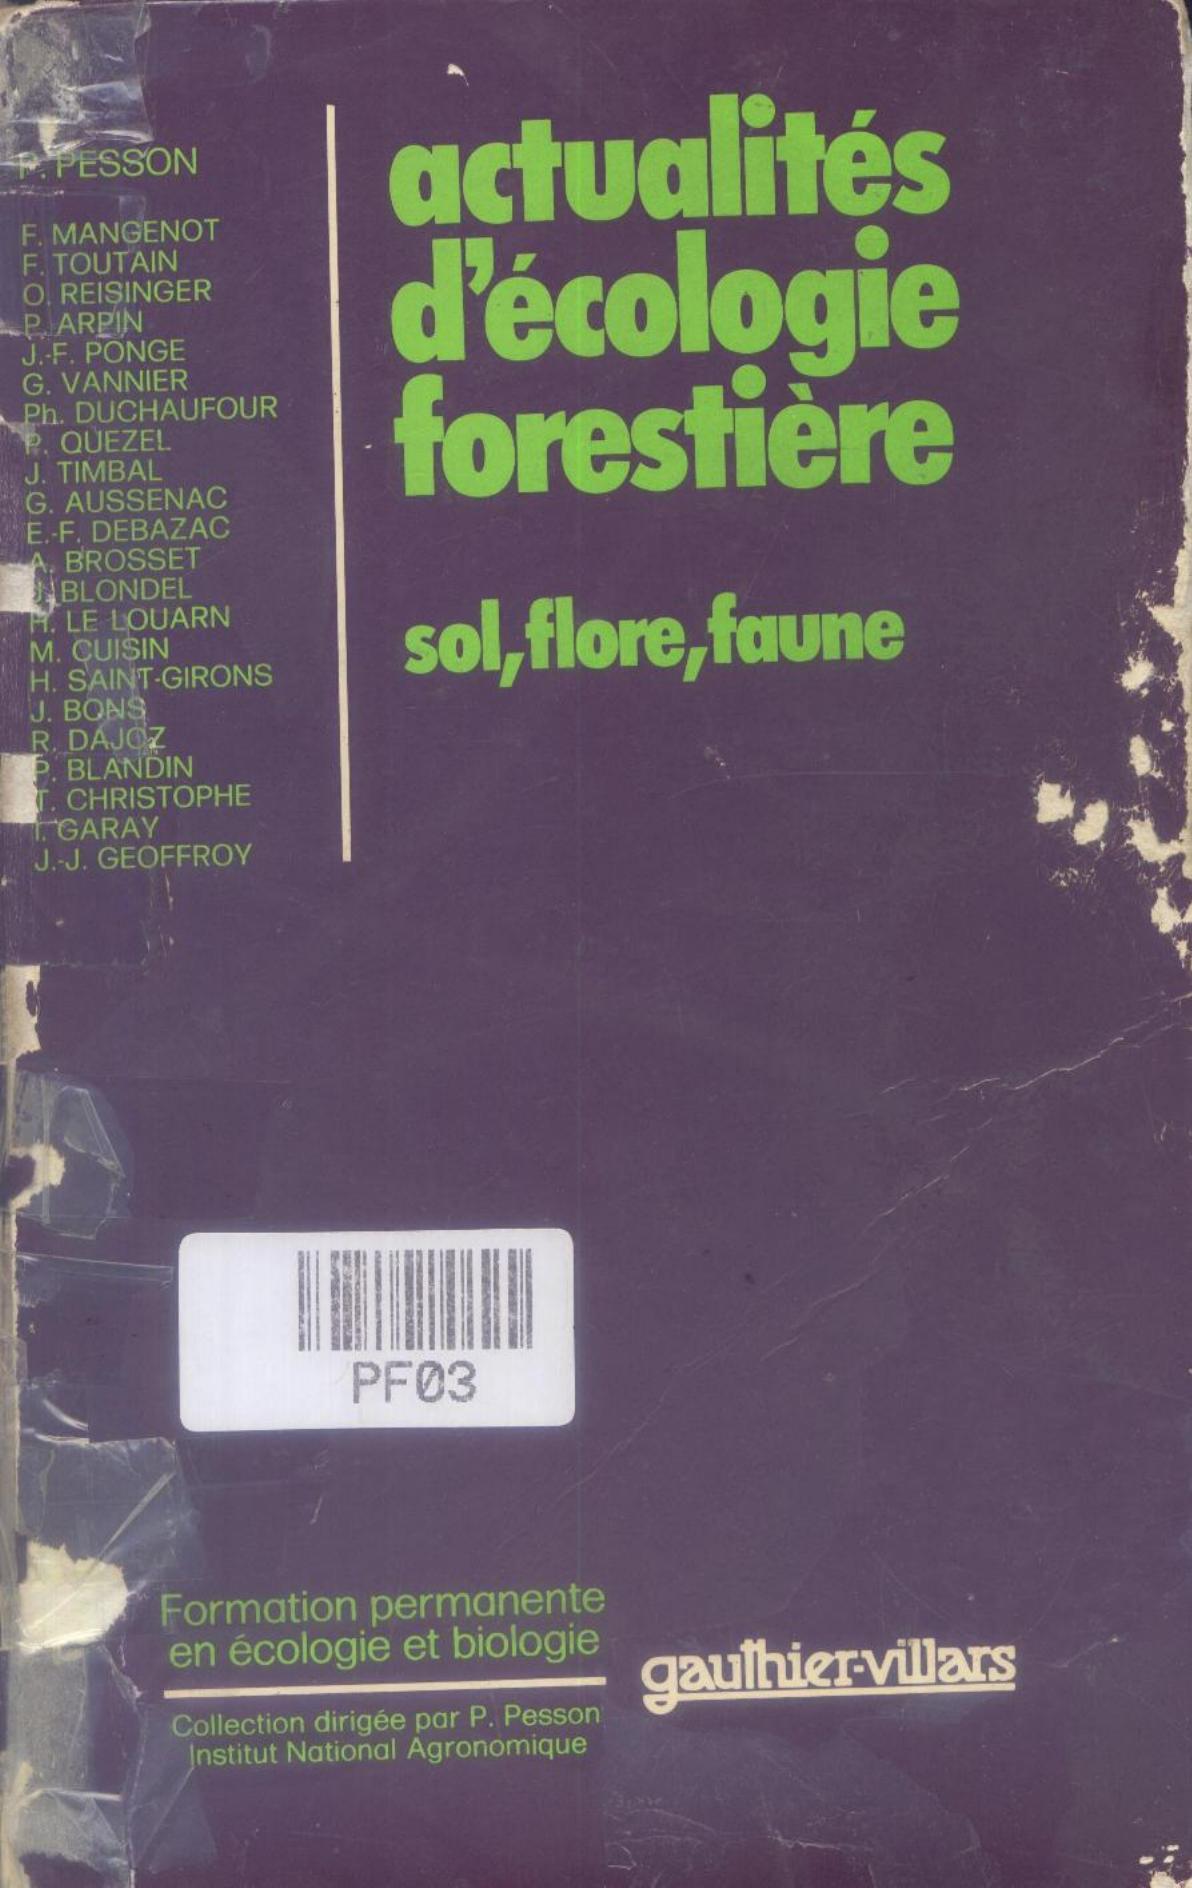 P. PESSON
F. MANGENOT
F. TOUTAIN
O. REISINGER
P. ARPIN
J.-F. PONGE
G. VANNIER
Ph. DUCHAUFOUR
P. QUEZEL
J. TIMBAL
G. AUSSENAC
E.-F. DEBAZAC
A. BROSSET
J. BLONDEL
H. LE LOUARN
M. CUISIN
H. SAINT-GIRONS
J. BONS
R. DAJOZ
P. BLANDIN
T. CHRISTOPHE
I. GARAY
J.-J. GEOFFROY
actualités
d'écologie
forestière
sol, flore, faune
PF03
Formation permanente
en écologie et biologie
Collection dirigée par P. Pesson
Institut National Agronomique
gauthier-villars